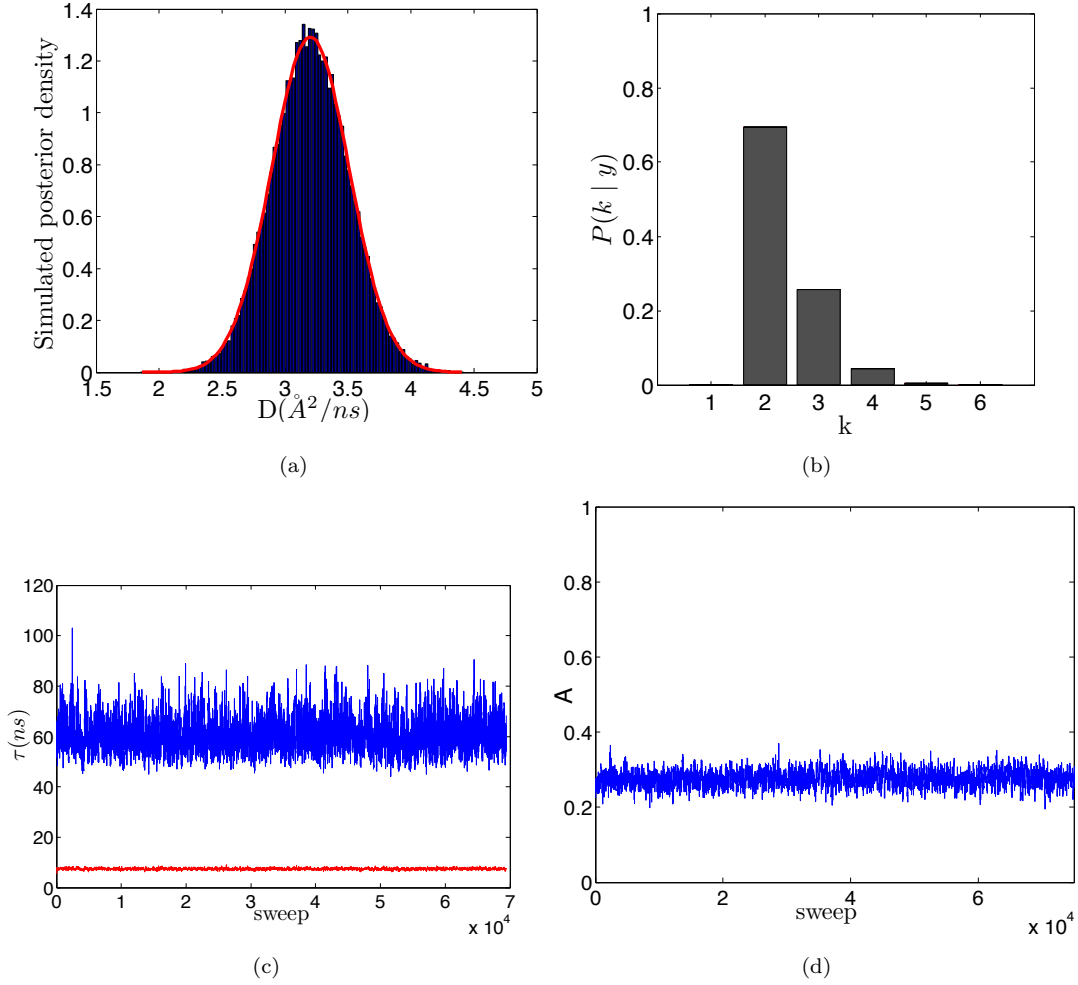 1.4
1.2
1
0.8
0.6
0.4
0.2
0
Simulated posterior density
1.5 2 2.5 3 3.5 4 4.5 5
D(Å²/ns)
(a)
1
0.8
0.6
0.4
0.2
0
P(k | y)
1 2 3 4 5 6
k
(b)
120
100
80
60
40
20
0
τ(ns)
0 1 2 3 4 5 6 7
sweep
x 10⁴
(c)
1
0.8
0.6
0.4
0.2
0
A
0 2 4 6
sweep
x 10⁴
(d)